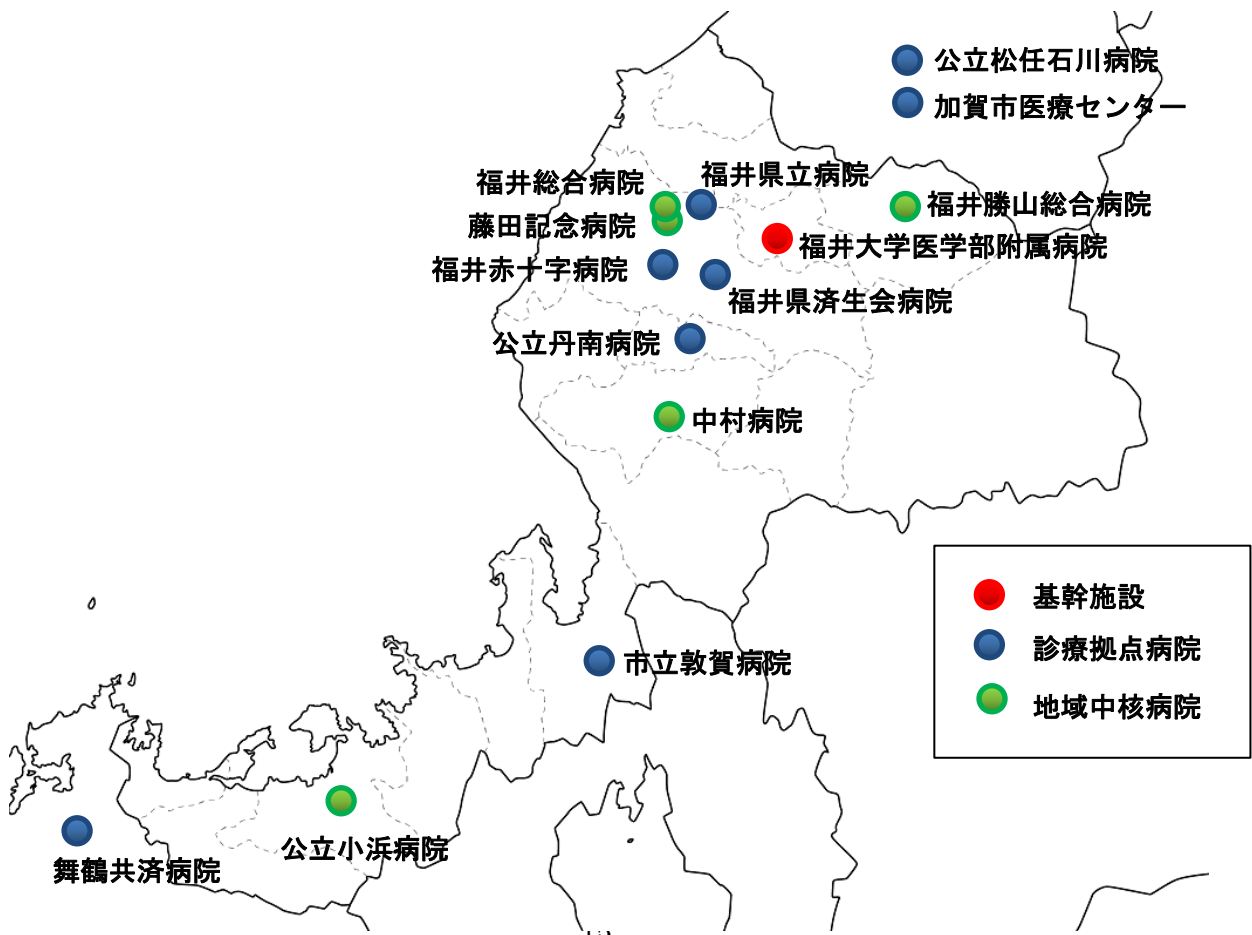 公立松任石川病院
加賀市医療センター
福井県立病院
福井総合病院
福井勝山総合病院
藤田記念病院
福井大学医学部附属病院
福井赤十字病院
福井県済生会病院
公立丹南病院
中村病院
基幹施設
診療拠点病院
市立敦賀病院
地域中核病院
公立小浜病院
舞鶴共済病院